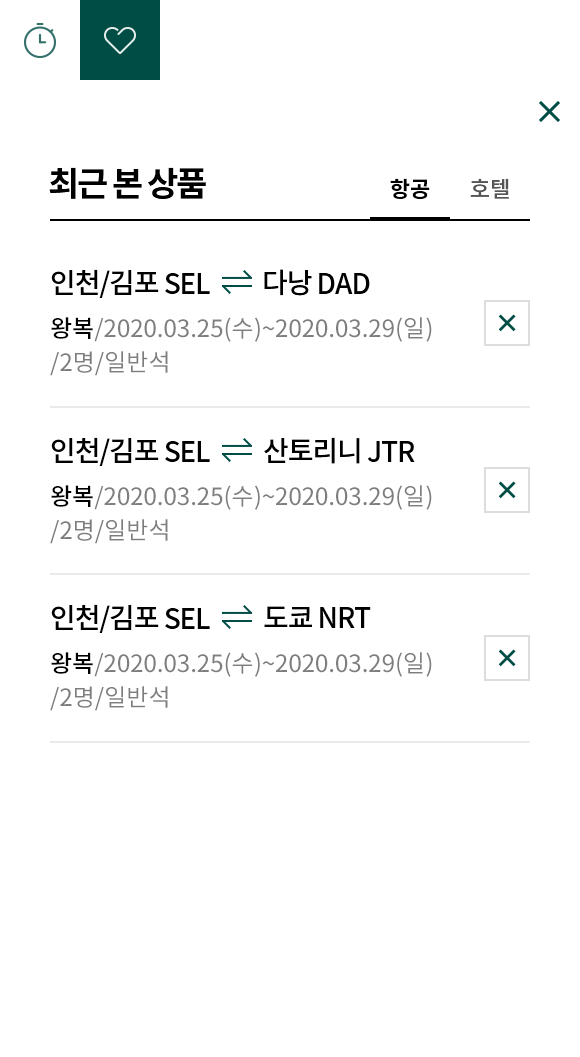 최근 본 상품
항공
호텔
인천/김포 SEL ⇌ 다낭 DAD
왕복/2020.03.25(수)~2020.03.29(일)
/2명/일반석
인천/김포 SEL ⇌ 산토리니 JTR
왕복/2020.03.25(수)~2020.03.29(일)
/2명/일반석
인천/김포 SEL ⇌ 도쿄 NRT
왕복/2020.03.25(수)~2020.03.29(일)
/2명/일반석